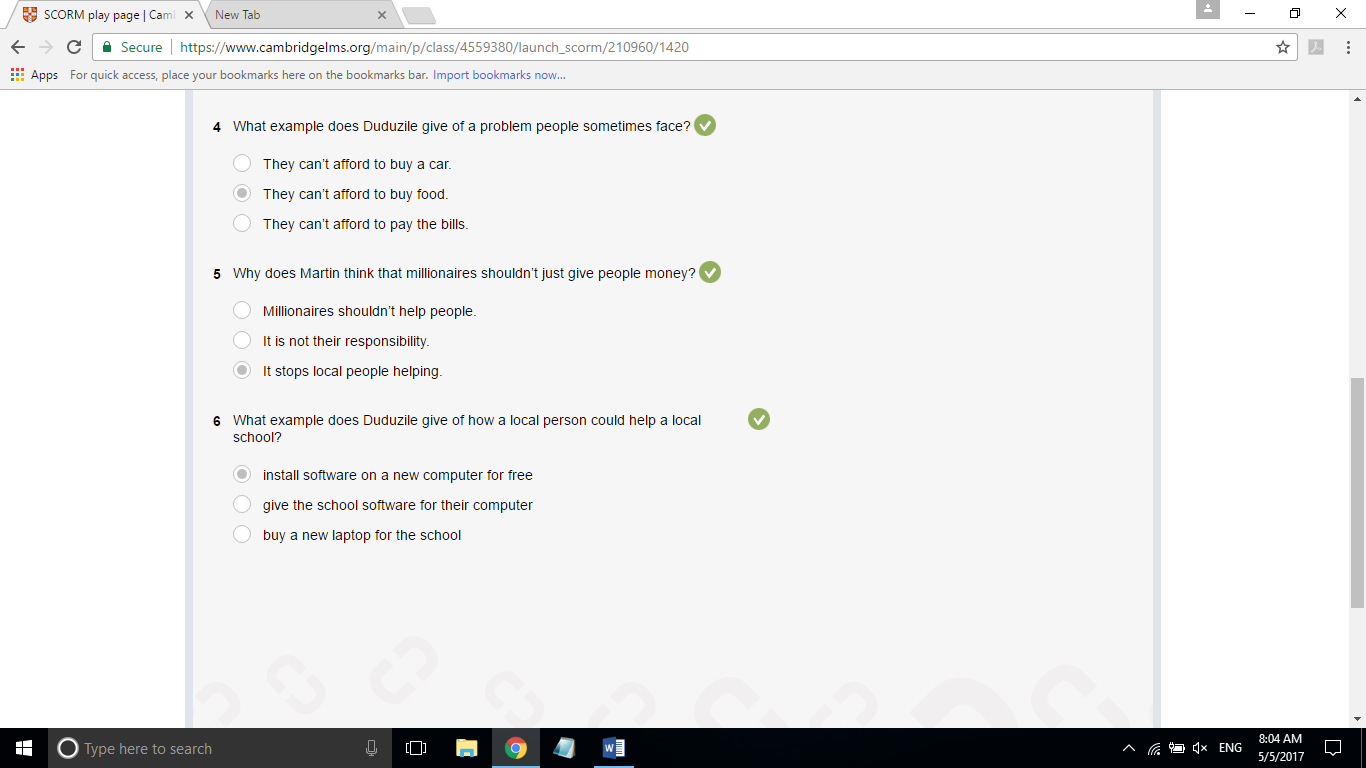 SCORM play page | Cami
New Tab
Secure
https://www.cambridgelms.org/main/p/class/4559380/launch_scorm/210960/1420
Apps For quick access, place your bookmarks here on the bookmarks bar. Import bookmarks now...
4 What example does Duduzile give of a problem people sometimes face?
They can't afford to buy a car.
They can't afford to buy food.
They can't afford to pay the bills.
5 Why does Martin think that millionaires shouldn't just give people money?
Millionaires shouldn't help people.
It is not their responsibility.
It stops local people helping.
6 What example does Duduzile give of how a local person could help a local
school?
install software on a new computer for free
give the school software for their computer
buy a new laptop for the school
Type here to search
ENG
8:04 AM
5/5/2017